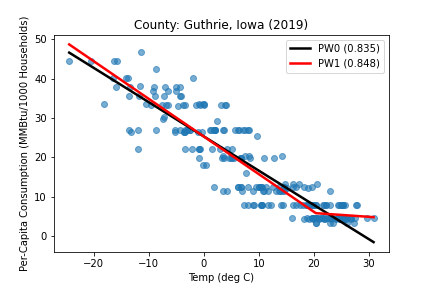 County: Guthrie, Iowa (2019)
Per-Capita Consumption (MMBtu/1000 Households)
50
40
30
20
10
0
PW0 (0.835)
PW1 (0.848)
−20 −10 0 10 20 30
Temp (deg C)